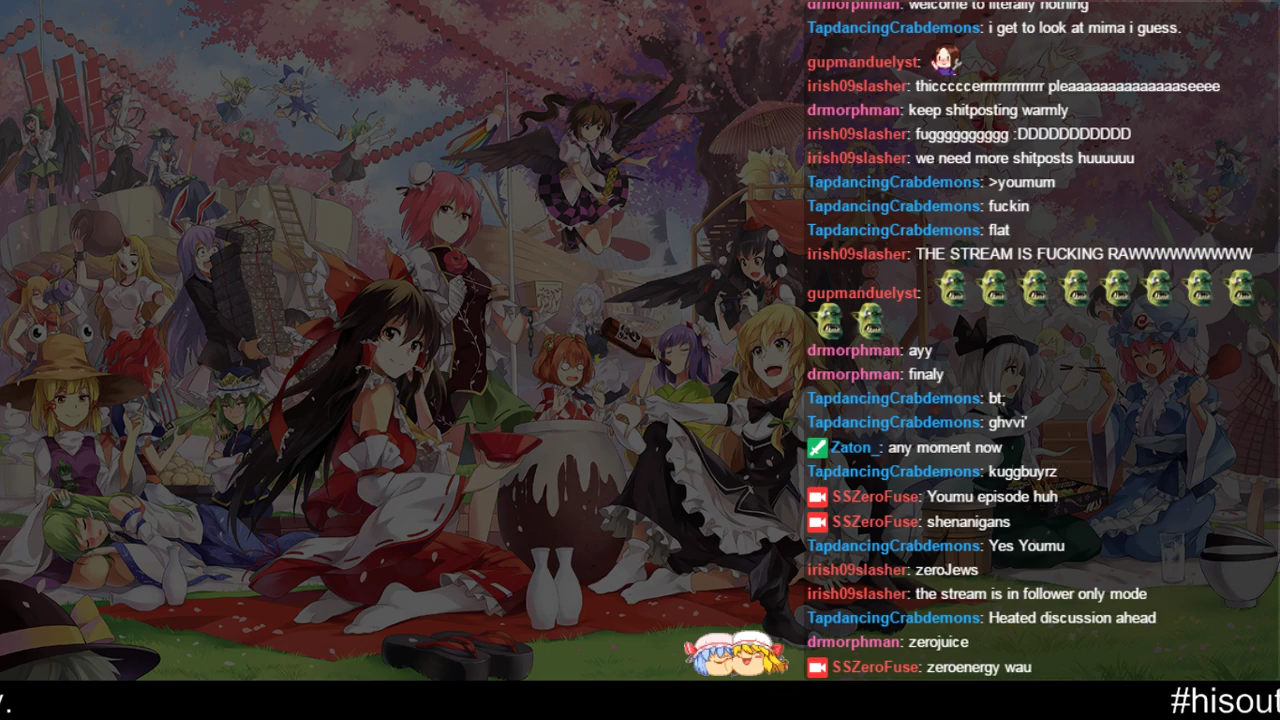 drmorphman: welcome to literally nothing
TapdancingCrabdemons: i get to look at mima i guess.
gupmanduelyst:
irish09slasher: thicccccerrrrrrrrrrrrrr pleaaaaaaaaaaaaaaseeee
drmorphman: keep shitposting warmly
irish09slasher: fugggggggggg :DDDDDDDDDDD
irish09slasher: we need more shitposts huuuuuu
TapdancingCrabdemons: >youmum
TapdancingCrabdemons: fuckin
TapdancingCrabdemons: flat
irish09slasher: THE STREAM IS FUCKING RAWWWWWWWWW
gupmanduelyst:
drmorphman: ayy
drmorphman: finaly
TapdancingCrabdemons: bt;
TapdancingCrabdemons: ghvvi'
Zaton_: any moment now
TapdancingCrabdemons: kuggbuyrz
SSZeroFuse: Youmu episode huh
SSZeroFuse: shenanigans
TapdancingCrabdemons: Yes Youmu
irish09slasher: zeroJews
irish09slasher: the stream is in follower only mode
TapdancingCrabdemons: Heated discussion ahead
drmorphman: zerojuice
SSZeroFuse: zeroenergy wau
#hisout